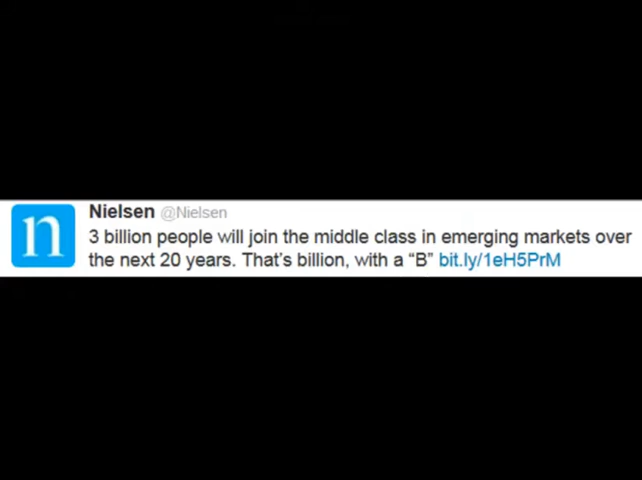 n
Nielsen @Nielsen
3 billion people will join the middle class in emerging markets over
the next 20 years. That's billion, with a “B” bit.ly/1eH5PrM